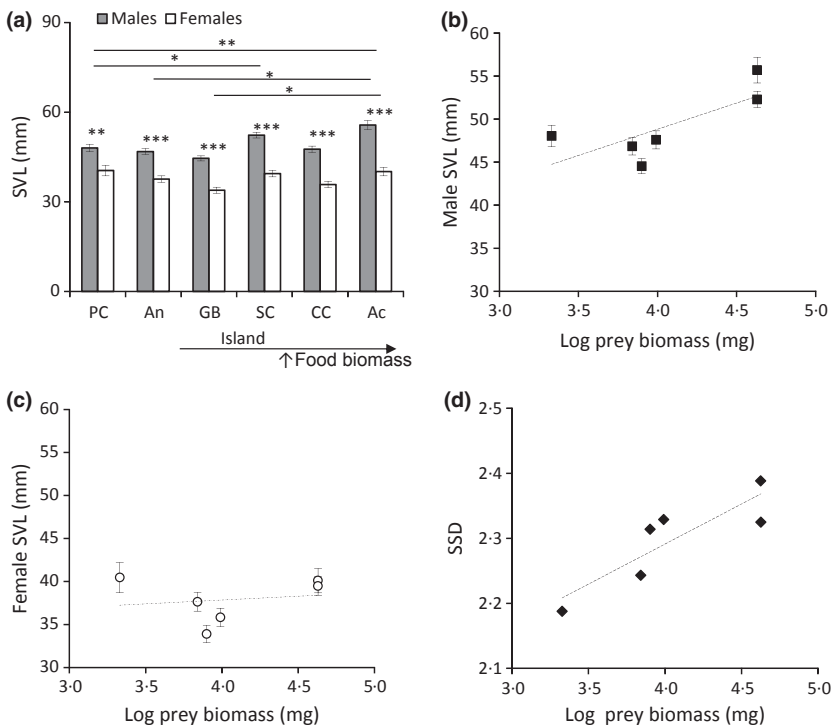 (a)
Males Females
90
60
30
0
SVL (mm)
**
*
*
*
** *** *** *** *** ***
PC An GB SC CC Ac
Island
↑Food biomass
(b)
60
55
50
45
40
35
30
Male SVL (mm)
3·0 3·5 4·0 4·5 5·0
Log prey biomass (mg)
(c)
60
55
50
45
40
35
30
Female SVL (mm)
3·0 3·5 4·0 4·5 5·0
Log prey biomass (mg)
(d)
2·5
2·4
2·3
2·2
2·1
SSD
3·0 3·5 4·0 4·5 5·0
Log prey biomass (mg)